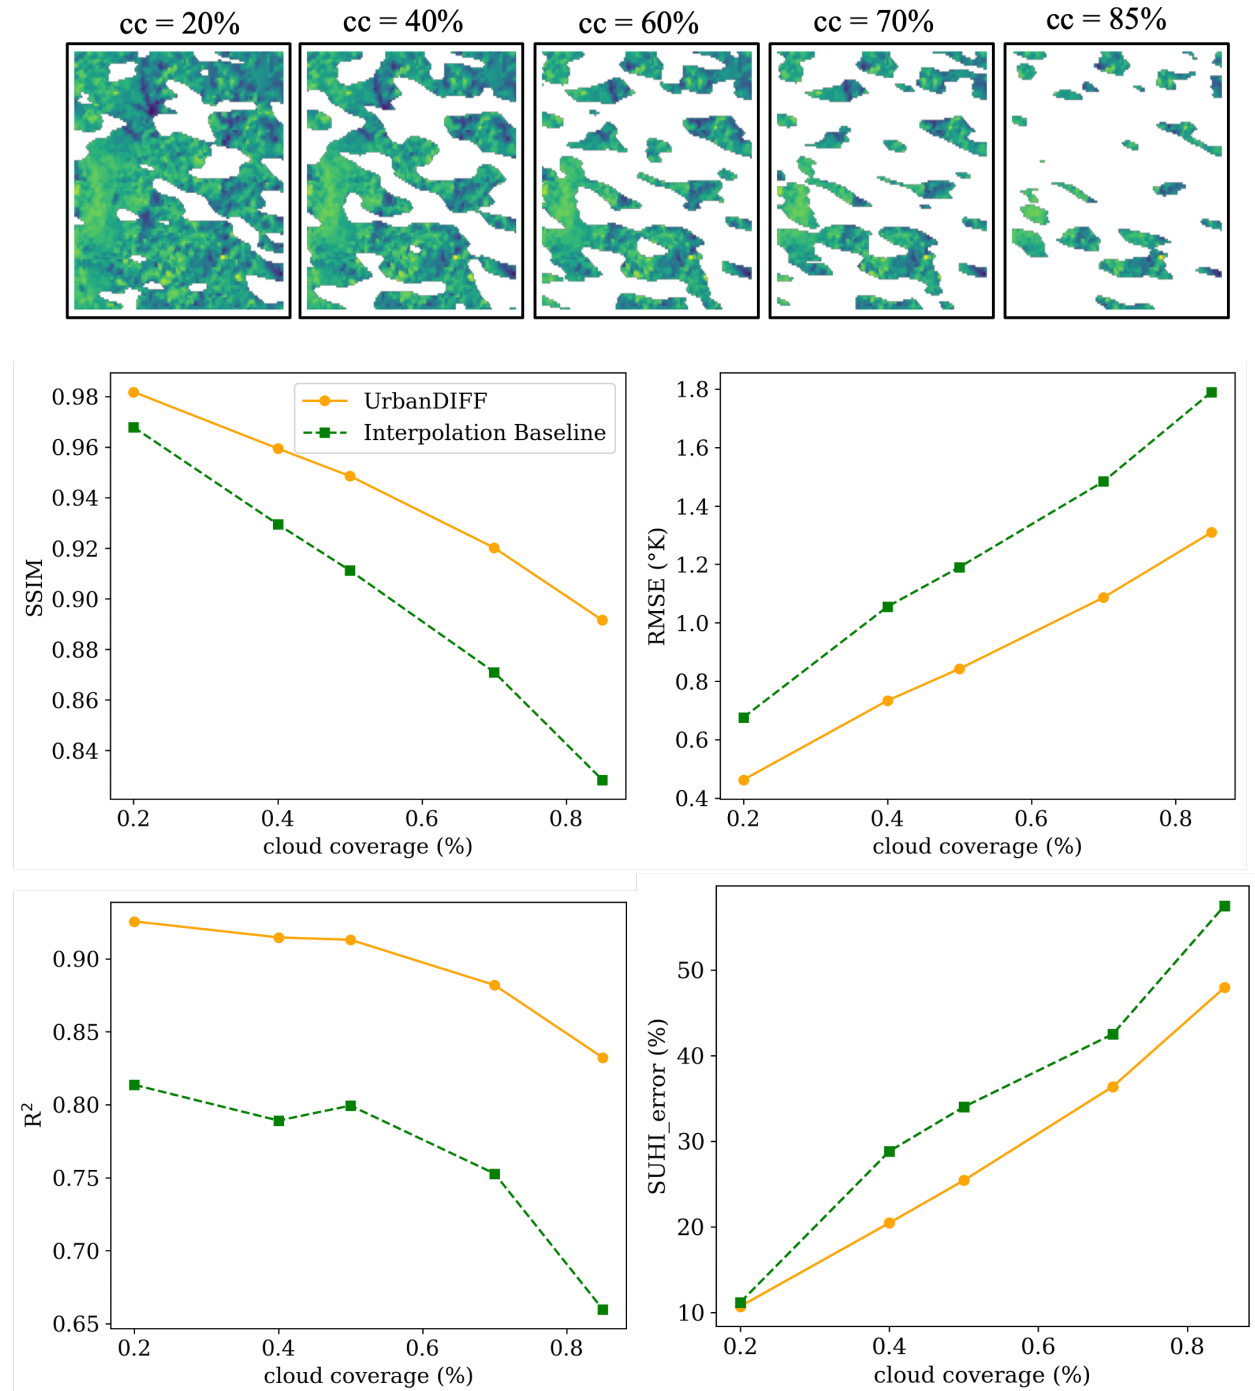 cc = 20% cc = 40% cc = 60% cc = 70% cc = 85%
0.98
0.96
0.94
0.92
0.90
0.88
0.86
0.84
SSIM
UrbanDIFF
Interpolation Baseline
0.2 0.4 0.6 0.8
cloud coverage (%)
1.8
1.6
1.4
1.2
1.0
0.8
0.6
0.4
RMSE (°K)
0.2 0.4 0.6 0.8
cloud coverage (%)
0.90
0.85
0.80
0.75
0.70
0.65
R²
0.2 0.4 0.6 0.8
cloud coverage (%)
50
40
30
20
10
SUHI_error (%)
0.2 0.4 0.6 0.8
cloud coverage (%)